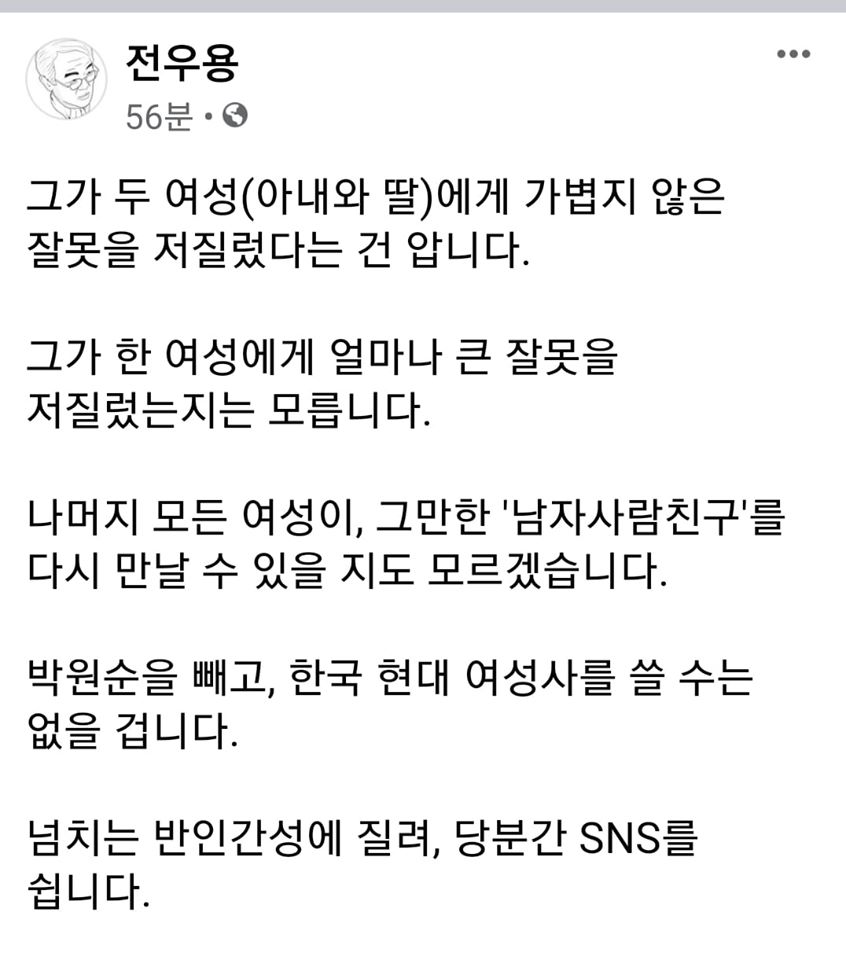 전우용
56분 •
그가 두 여성(아내와 딸)에게 가볍지 않은
잘못을 저질렀다는 건 압니다.
그가 한 여성에게 얼마나 큰 잘못을
저질렀는지는 모릅니다.
나머지 모든 여성이, 그만한 '남자사람친구'를
다시 만날 수 있을 지도 모르겠습니다.
박원순을 빼고, 한국 현대 여성사를 쓸 수는
없을 겁니다.
넘치는 반인간성에 질려, 당분간 SNS를
쉽니다.